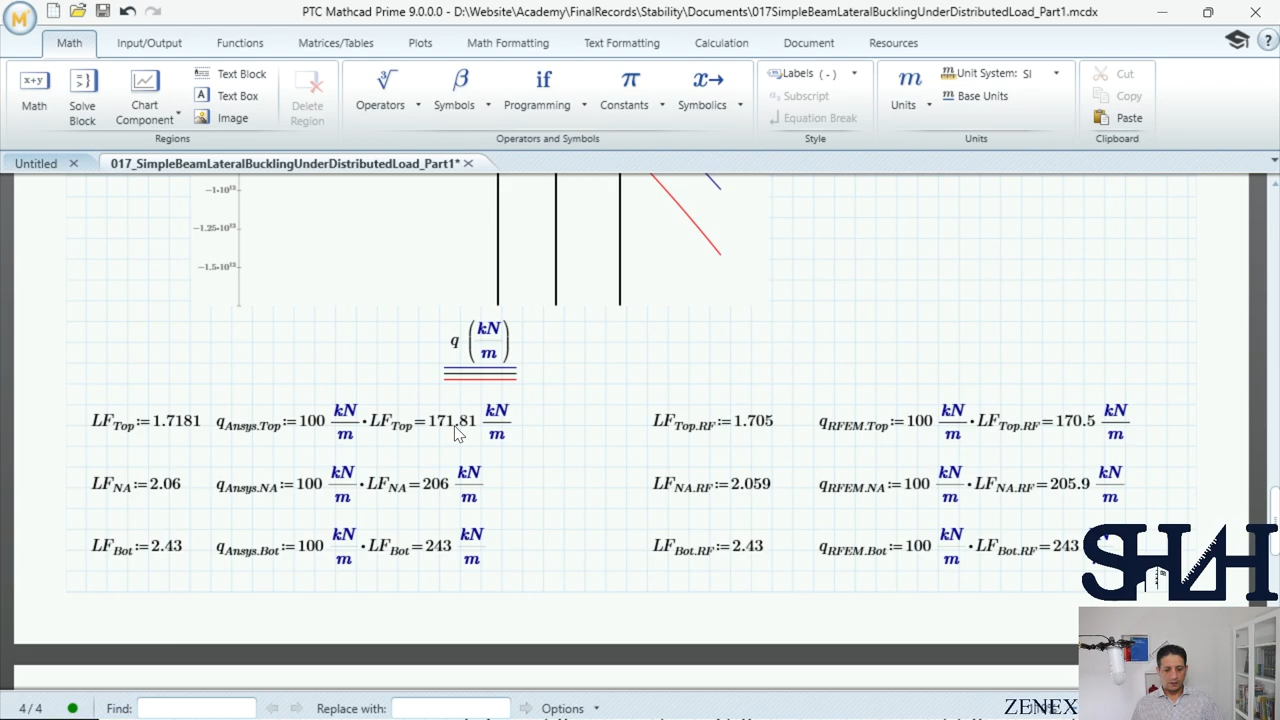 PTC Mathcad Prime 9.0.0.0 - D:\Website\Academy\FinalRecords\Stability\Documents\017SimpleBeamLateralBucklingUnderDistributedLoad_Part1.mcdx
Math Input/Output Functions Matrices/Tables Plots Math Formatting Text Formatting Calculation Document Resources
Math Solve Block Chart Component Text Block Text Box Image Delete Region
Operators Symbols Programming Constants Symbolics
Labels ( - ) Subscript Equation Break
Units Unit System: SI Base Units
Cut Copy Paste
Regions Operators and Symbols Style Units Clipboard
Untitled 017_SimpleBeamLateralBucklingUnderDistributedLoad_Part1*
−1·10¹³
−1.25·10¹³
−1.5·10¹³
q (kN/m)
LF_Top:=1.7181 q_Ansys.Top:=100 kN/m · LF_Top=171.81 kN/m LF_Top.RF:=1.705 q_RFEM.Top:=100 kN/m · LF_Top.RF=170.5 kN/m
LF_NA:=2.06 q_Ansys.NA:=100 kN/m · LF_NA=206 kN/m LF_NA.RF:=2.059 q_RFEM.NA:=100 kN/m · LF_NA.RF=205.9 kN/m
LF_Bot:=2.43 q_Ansys.Bot:=100 kN/m · LF_Bot=243 kN/m LF_Bot.RF:=2.43 q_RFEM.Bot:=100 kN/m · LF_Bot.RF=243
4/4 Find: Replace with: Options
ZENEX